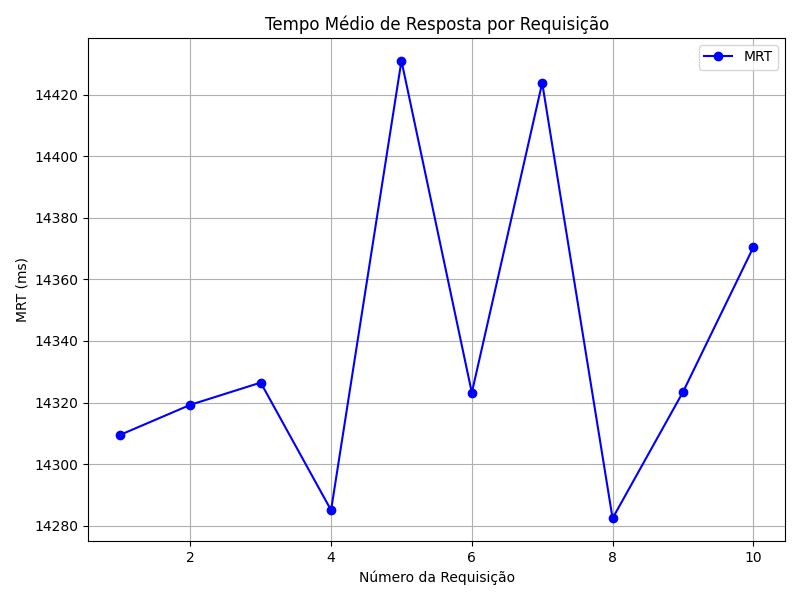 Tempo Médio de Resposta por Requisição
MRT
MRT (ms)
14420
14400
14380
14360
14340
14320
14300
14280
2 4 6 8 10
Número da Requisição